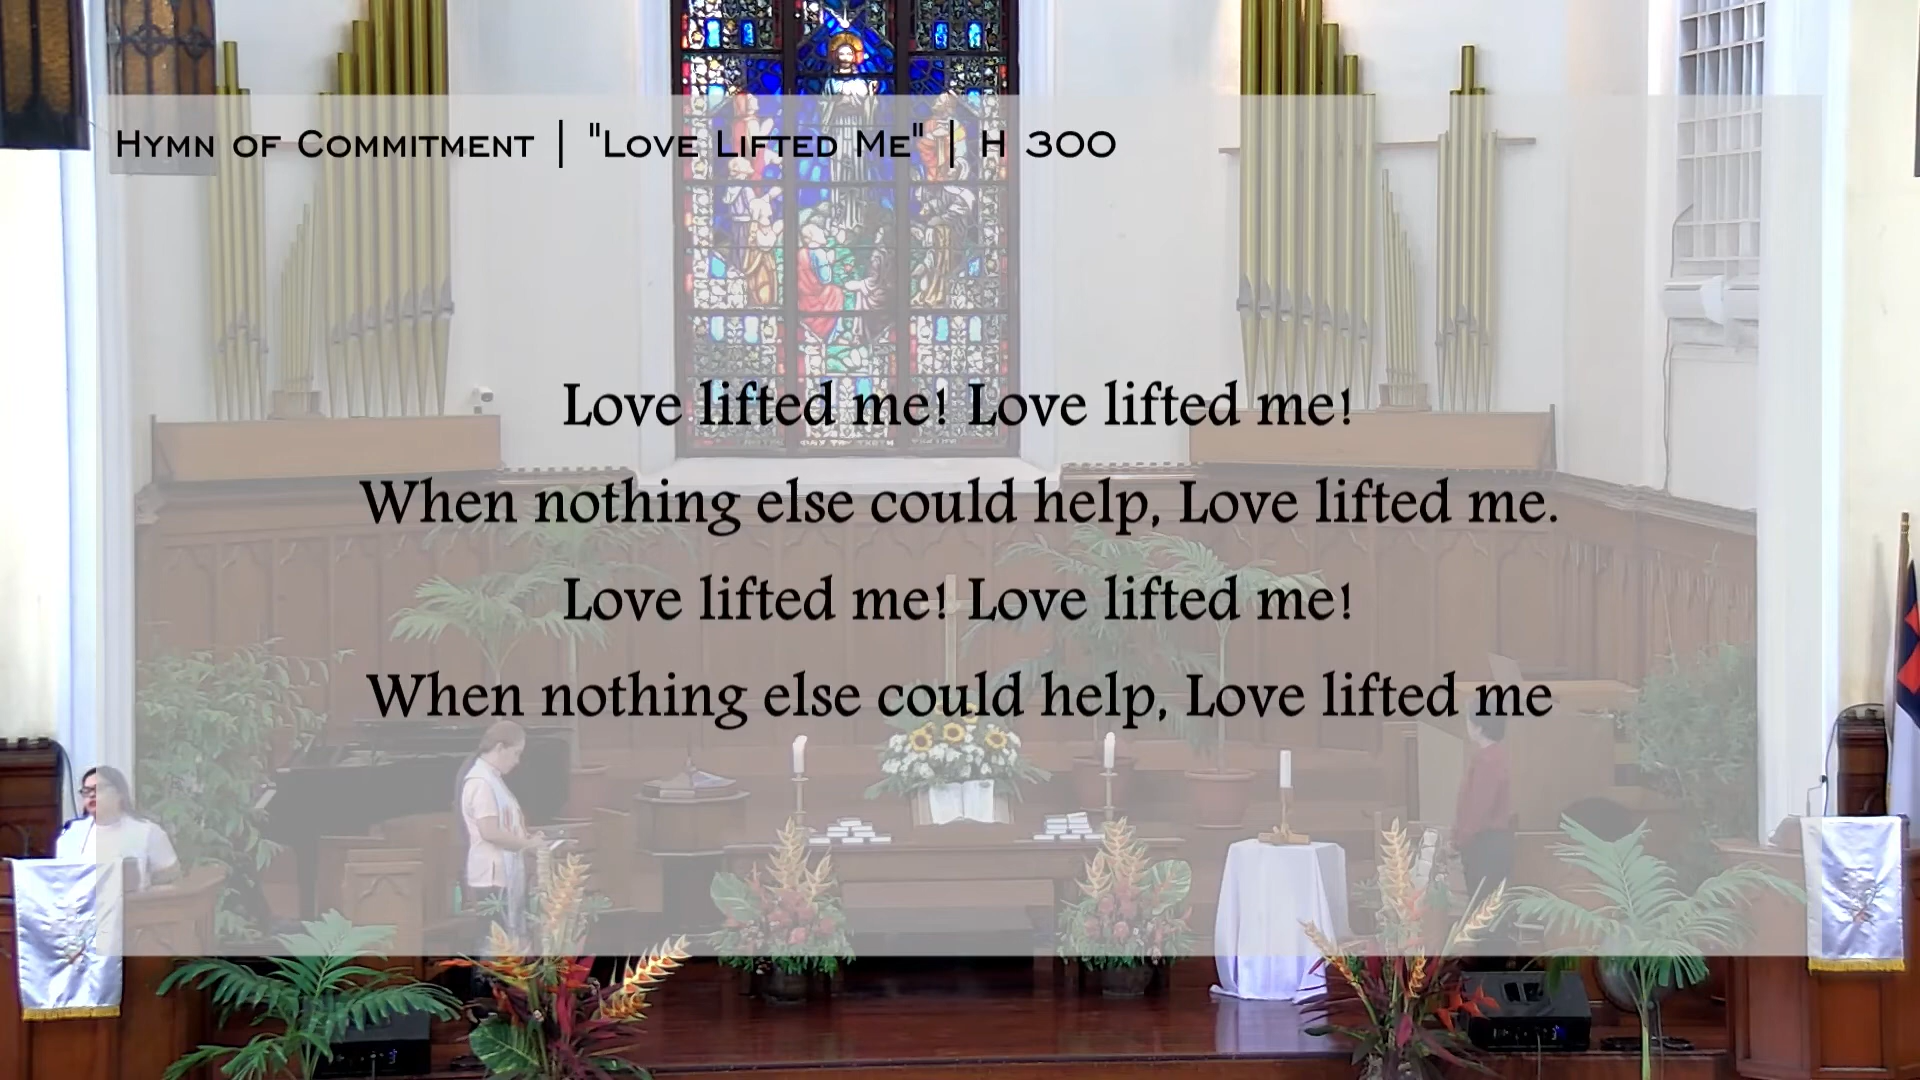 Hymn of Commitment | "Love Lifted Me" | H 300
Love lifted me! Love lifted me!
When nothing else could help, Love lifted me.
Love lifted me! Love lifted me!
When nothing else could help, Love lifted me